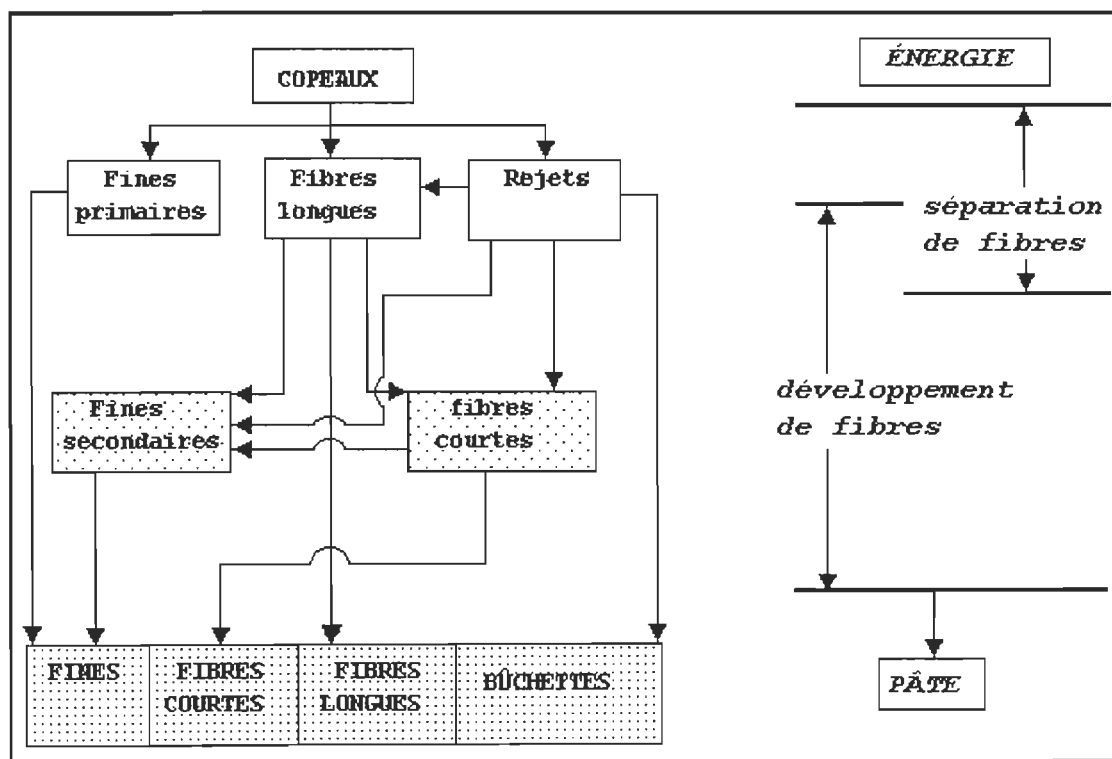 COPEAUX
ÉNERGIE
Fines
primaires
Fibres
longues
Rejets
séparation
de fibres
développement
de fibres
Fines
secondaires
fibres
courtes
FINES
FIBRES
COURTES
FIBRES
LONGUES
BÛCHETTES
PÂTE